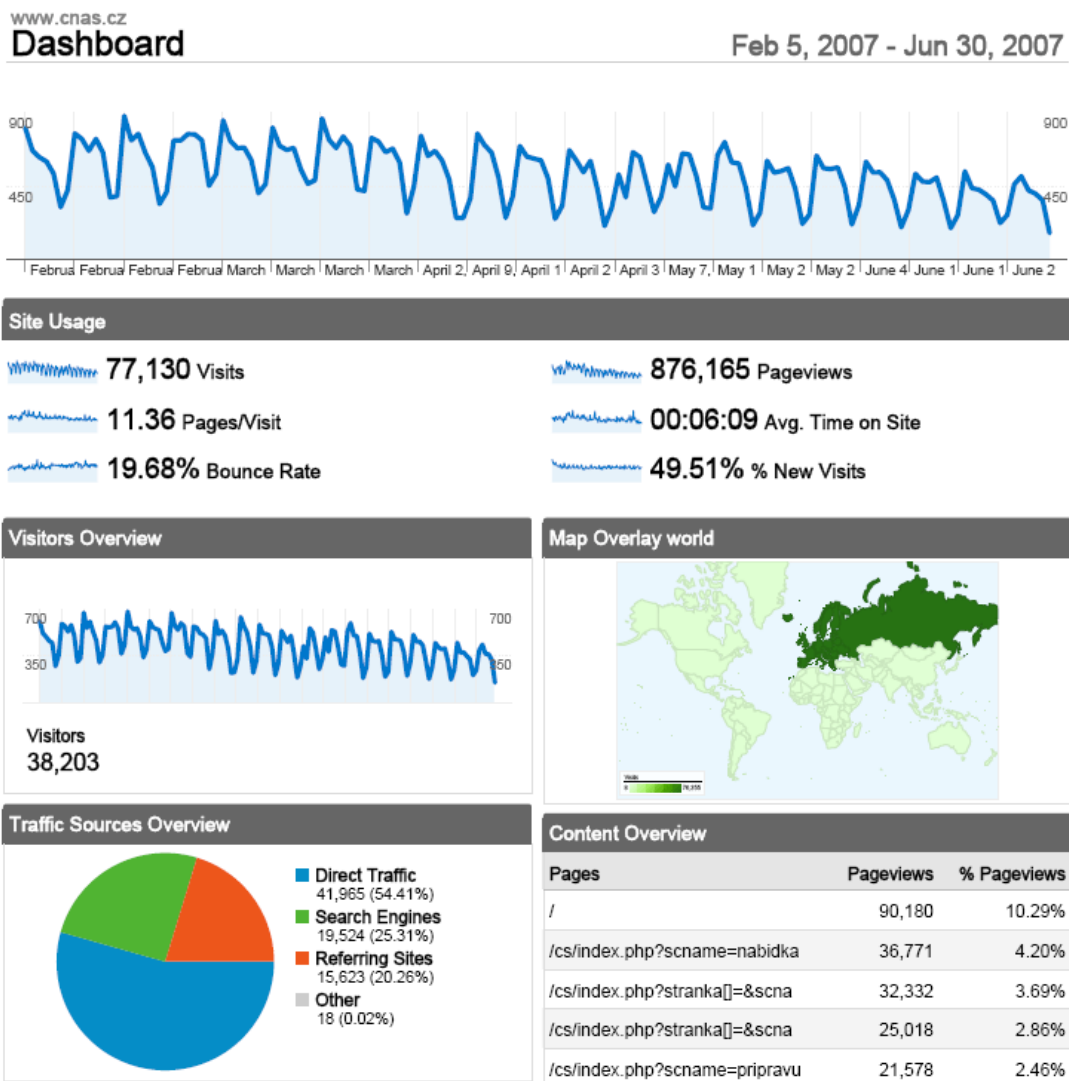 www.cnas.cz
Dashboard
Feb 5, 2007 - Jun 30, 2007
900 900
450 450
Februa Februa Februa Februa March March March March April 2, April 9, April 1 April 2 April 3 May 7, May 1 May 2 May 2 June 4 June 1 June 1 June 2
Site Usage
77,130 Visits
876,165 Pageviews
11.36 Pages/Visit
00:06:09 Avg. Time on Site
19.68% Bounce Rate
49.51% % New Visits
Visitors Overview
700 700
350 350
Visitors
38,203
Map Overlay world
Visits
0
Traffic Sources Overview
Direct Traffic
41,965 (54.41%)
Search Engines
19,524 (25.31%)
Referring Sites
15,623 (20.26%)
Other
18 (0.02%)
Content Overview
Pages Pageviews % Pageviews
/ 90,180 10.29%
/cs/index.php?scname=nabidka 36,771 4.20%
/cs/index.php?stranka[]=&scna 32,332 3.69%
/cs/index.php?stranka[]=&scna 25,018 2.86%
/cs/index.php?scname=pripravu 21,578 2.46%